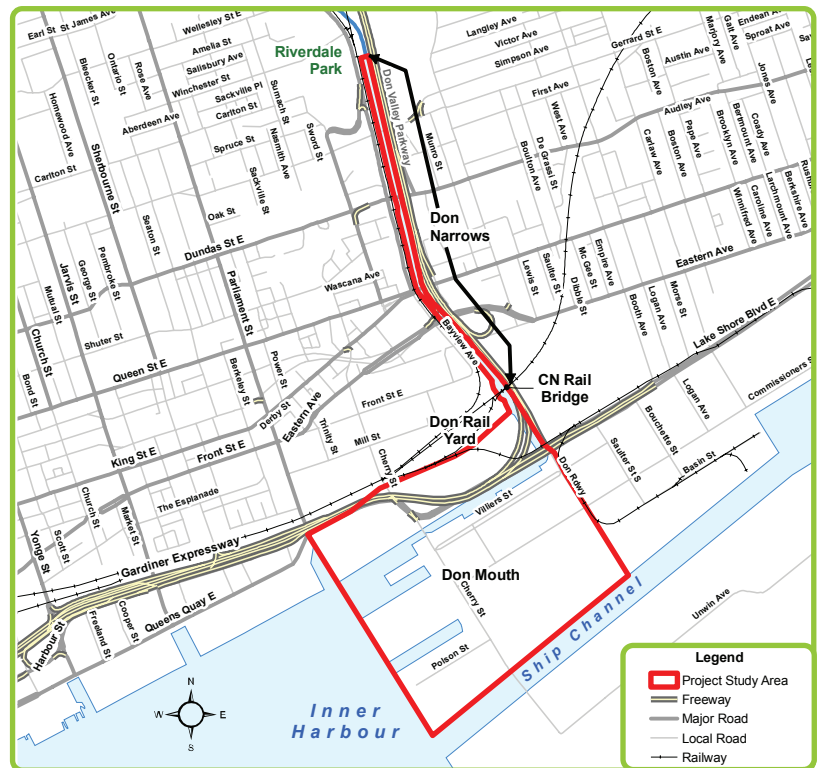 Earl St
St James Ave
Wellesley St E
Amelia St
Salisbury Ave
Winchester St
Sackville Pl
Carlton St
Aberdeen Ave
Spruce St
Oak St
Bleecker St
Ontario St
Rose Ave
Homewood Ave
Sherbourne St
Carlton St
Sumach St
Nasmith Ave
Sword St
Sackville St
Seaton St
Riverdale
Park
Don Valley Parkway
Munro St
Langley Ave
Victor Ave
Simpson Ave
First Ave
West Ave
De Grassi St
Boulton Ave
Gerrard St E
Boston Ave
Austin Ave
Marjory Ave
Galt Ave
Endean Ave
Sproat Ave
Jones Ave
Audley Ave
Carlaw Ave
Boston Ave
Pape Ave
Brooklyn Ave
Bertmount Ave
Coady Ave
Winnifred Ave
Caroline Ave
Larchmount Ave
Berkshire Ave
Don
Narrows
Dundas St E
Wascana Ave
Jarvis St
Mutual St
George St
Pembroke St
Parliament St
Shuter St
Church St
Bond St
Queen St E
Berkeley St
Power St
Derby St
Eastern Ave
Trinity St
Front St E
Mill St
King St E
Front St E
The Esplanade
Church St
Market St
Yonge St
Scott St
Bayview Ave
Lewis St
Saulter St
Mc Gee St
Dibble St
Empire Ave
Eastern Ave
Booth Ave
Logan Ave
Morse St
Lake Shore Blvd E
Commissioners S
CN Rail
Bridge
Don Rail
Yard
Cherry St
Don Rdwy
Saulter St S
Bouchette St
Logan Ave
Basin St
Villiers St
Gardiner Expressway
Queens Quay E
Harbour St
Freeland St
Cooper St
Don Mouth
Cherry St
Polson St
Ship Channel
Unwin Ave
Inner
Harbour
N
W
E
S
Legend
Project Study Area
Freeway
Major Road
Local Road
Railway